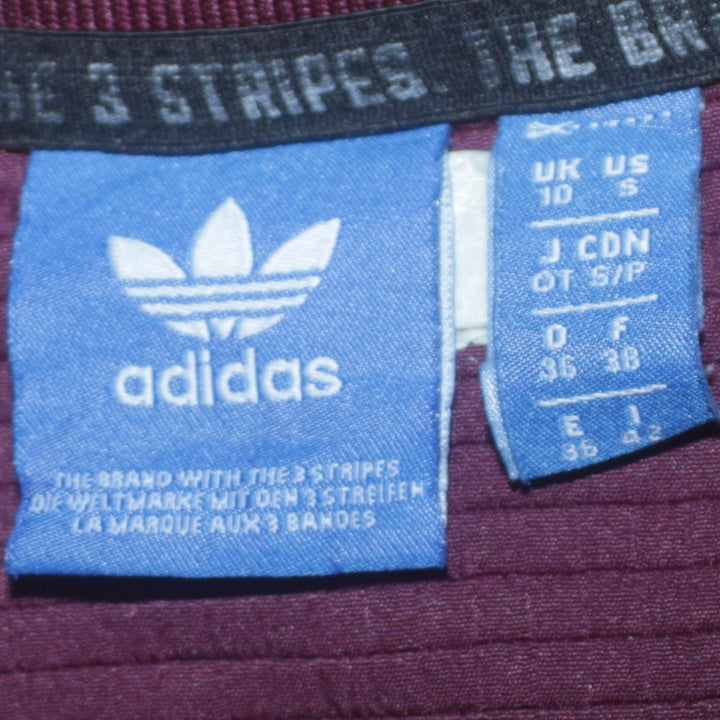 HE 3 STRIPES. THE BR
adidas
THE BRAND WITH THE 3 STRIPES
DIE WELTMARKE MIT DEN 3 STREIFEN
LA MARQUE AUX 3 BANDES
UK US
10 S
J CDN
OT S/P
D F
36 38
E I
36 42